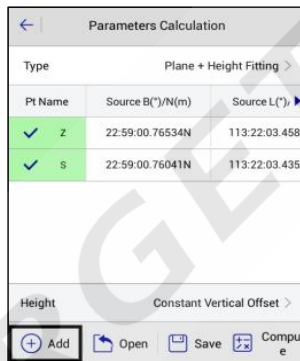 Parameters Calculation
Type Plane + Height Fitting >
Pt Name Source B(°)/N(m) Source L(°)/
Z 22:59:00.76534N 113:22:03.458
S 22:59:00.76041N 113:22:03.435
Height Constant Vertical Offset >
Add Open Save Compu
e